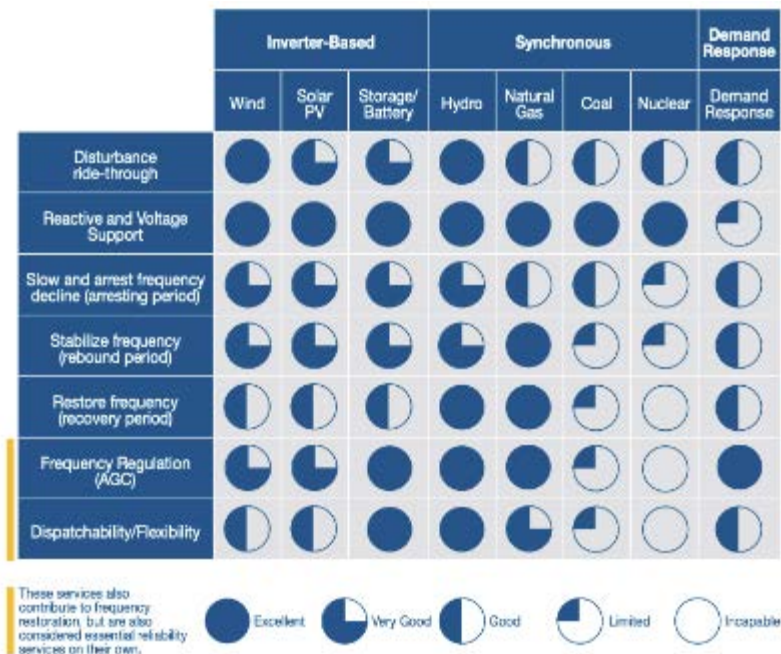 Inverter-Based
Synchronous
Demand
Response
Wind
Solar
PV
Storage/
Battery
Hydro
Natural
Gas
Coal
Nuclear
Demand
Response
Disturbance
ride-through
Reactive and Voltage
Support
Slow and arrest frequency
decline (arresting period)
Stabilize frequency
(rebound period)
Restore frequency
(recovery period)
Frequency Regulation
(AGC)
Dispatchability/Flexibility
These services also
contribute to frequency
restoration, but are also
considered essential reliability
services on their own.
Excellent
Very Good
Good
Limited
Incapable